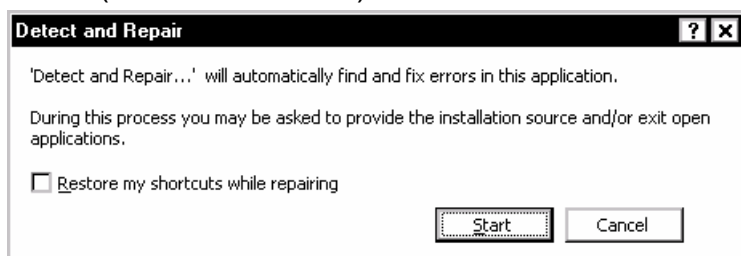 Detect and Repair
'Detect and Repair...' will automatically find and fix errors in this application.
During this process you may be asked to provide the installation source and/or exit open
applications.
Restore my shortcuts while repairing
Start Cancel